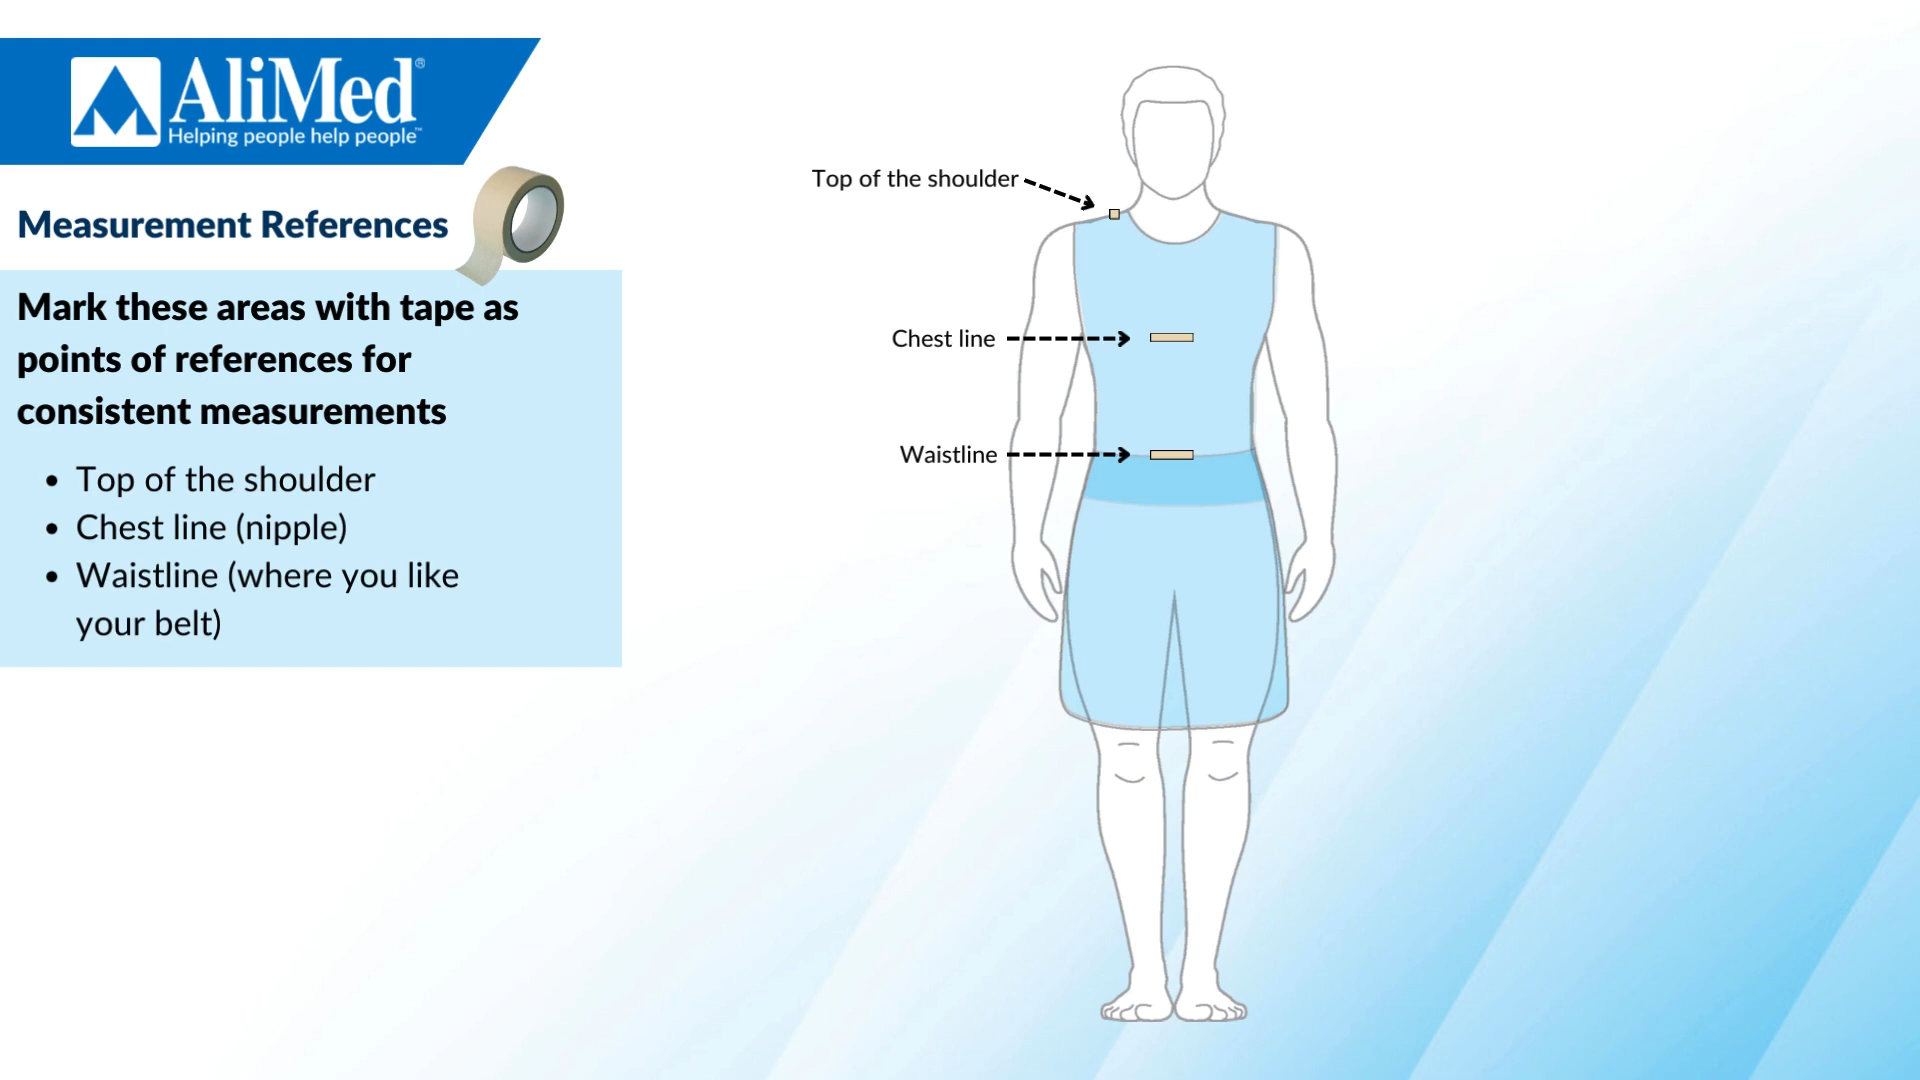 AliMed®
Helping people help people™
Measurement References
Mark these areas with tape as
points of references for
consistent measurements
• Top of the shoulder
• Chest line (nipple)
• Waistline (where you like
your belt)
Top of the shoulder
Chest line
Waistline